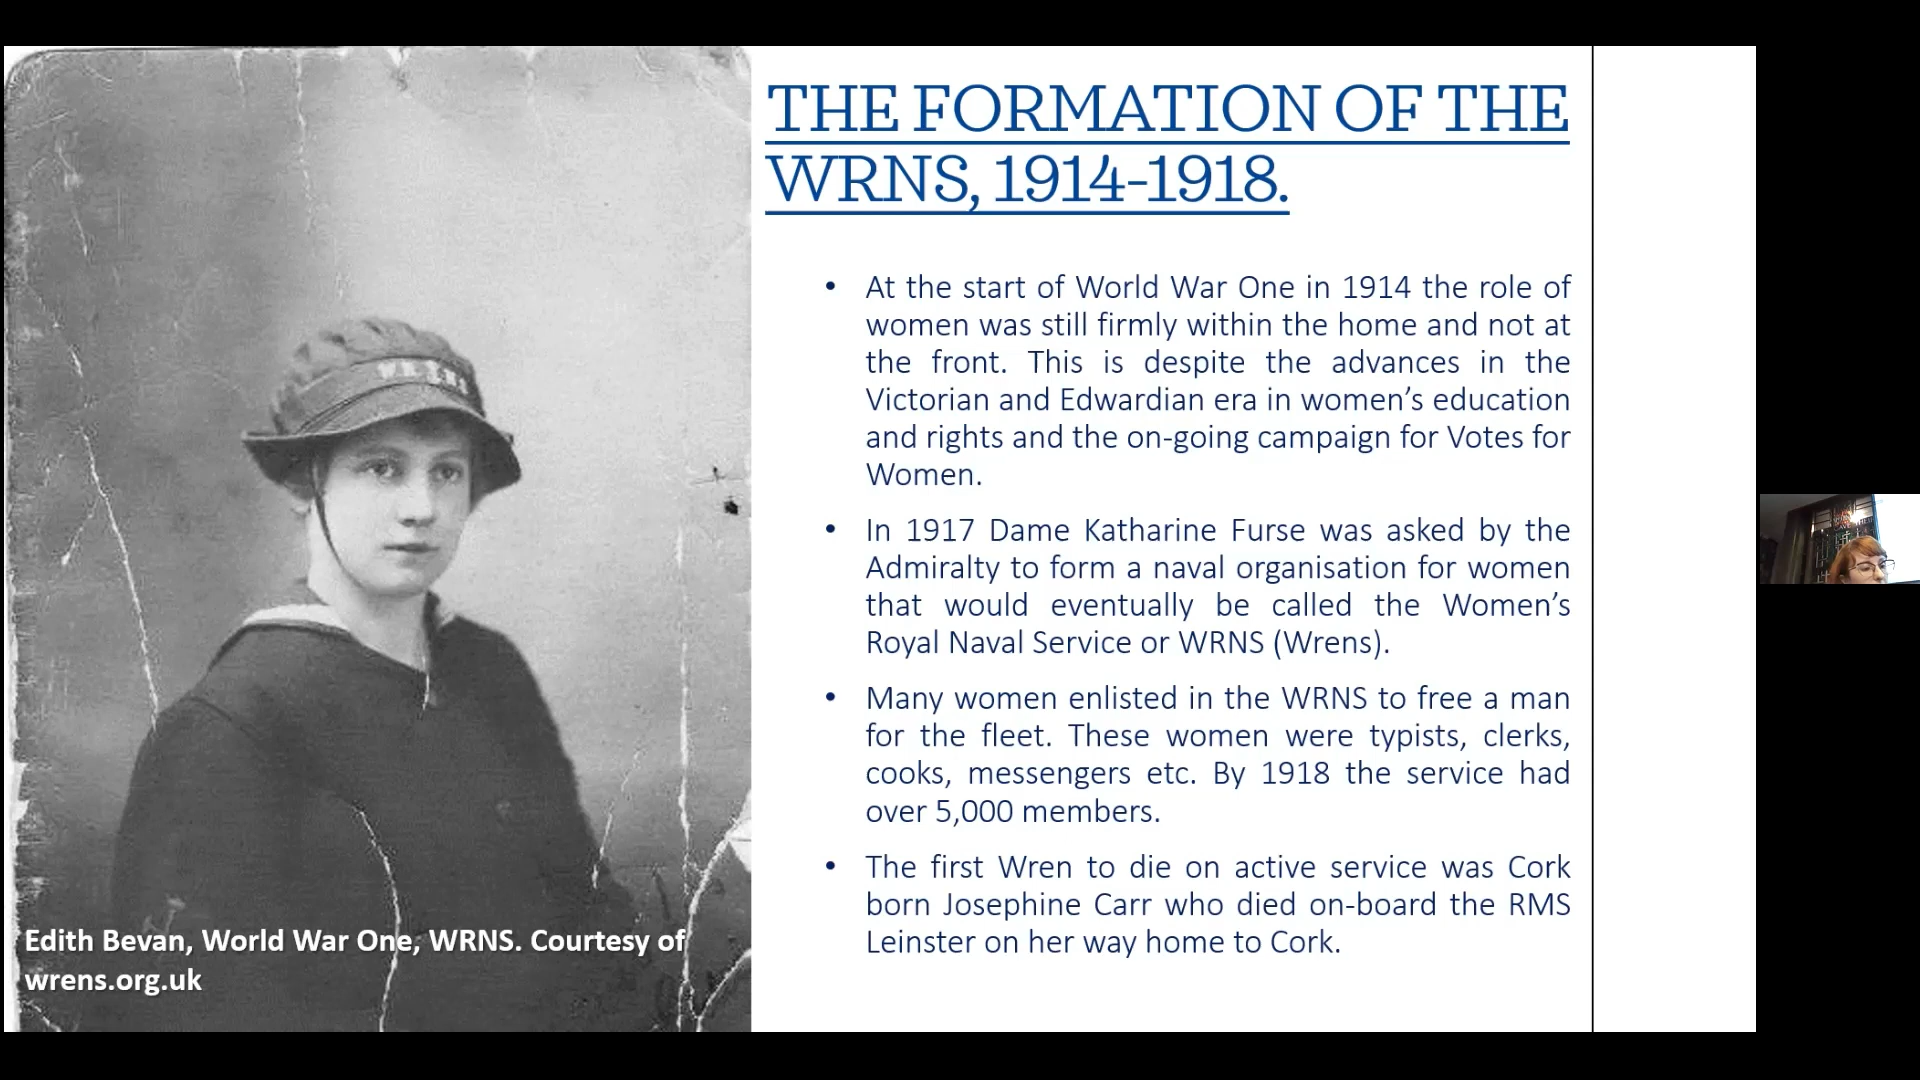 THE FORMATION OF THE
WRNS, 1914-1918.
• At the start of World War One in 1914 the role of
women was still firmly within the home and not at
the front. This is despite the advances in the
Victorian and Edwardian era in women’s education
and rights and the on-going campaign for Votes for
Women.
• In 1917 Dame Katharine Furse was asked by the
Admiralty to form a naval organisation for women
that would eventually be called the Women’s
Royal Naval Service or WRNS (Wrens).
• Many women enlisted in the WRNS to free a man
for the fleet. These women were typists, clerks,
cooks, messengers etc. By 1918 the service had
over 5,000 members.
• The first Wren to die on active service was Cork
born Josephine Carr who died on-board the RMS
Leinster on her way home to Cork.
Edith Bevan, World War One, WRNS. Courtesy of
wrens.org.uk